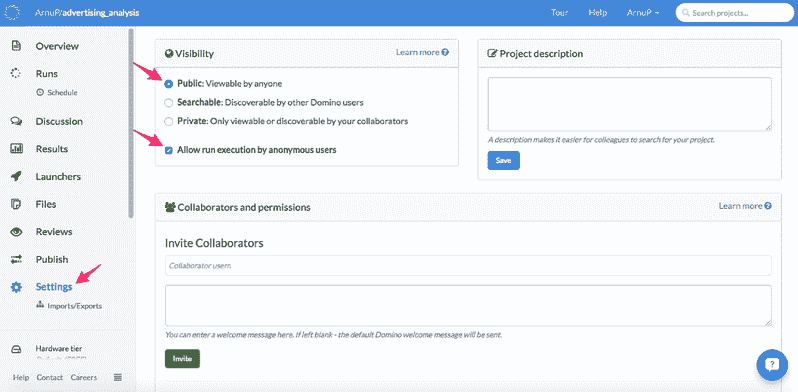 ArnuP/advertising_analysis
Tour
Help
ArnuP
Search projects...
Overview
Runs
Schedule
Discussion
Results
Launchers
Files
Reviews
Publish
Settings
Imports/Exports
Hardware tier
Help Contact Careers
Visibility
Learn more
Public: Viewable by anyone
Searchable: Discoverable by other Domino users
Private: Only viewable or discoverable by your collaborators
Allow run execution by anonymous users
Project description
A description makes it easier for colleagues to search for your project.
Save
Collaborators and permissions
Learn more
Invite Collaborators
Collaborator usern
You can enter a welcome message here. If left blank - the default Domino welcome message will be sent.
Invite